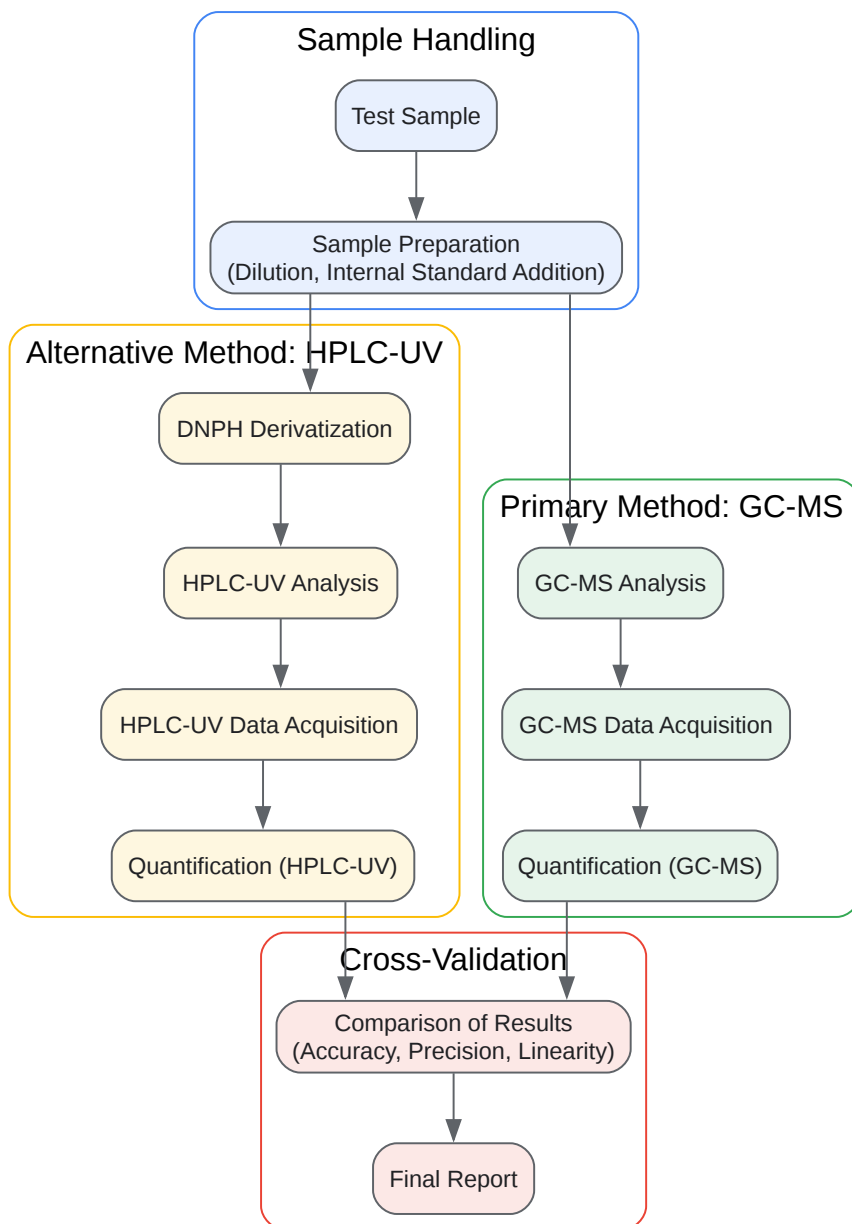 Sample Handling
Test Sample
Sample Preparation
(Dilution, Internal Standard Addition)
Alternative Method: HPLC-UV
DNPH Derivatization
HPLC-UV Analysis
HPLC-UV Data Acquisition
Quantification (HPLC-UV)
Primary Method: GC-MS
GC-MS Analysis
GC-MS Data Acquisition
Quantification (GC-MS)
Cross-Validation
Comparison of Results
(Accuracy, Precision, Linearity)
Final Report